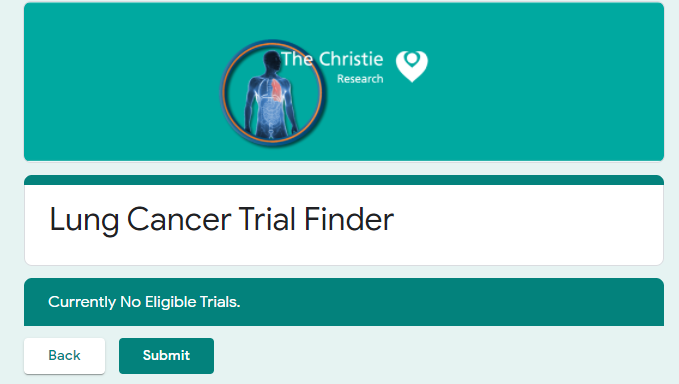 The Christie
Research
Lung Cancer Trial Finder
Currently No Eligible Trials.
Back
Submit